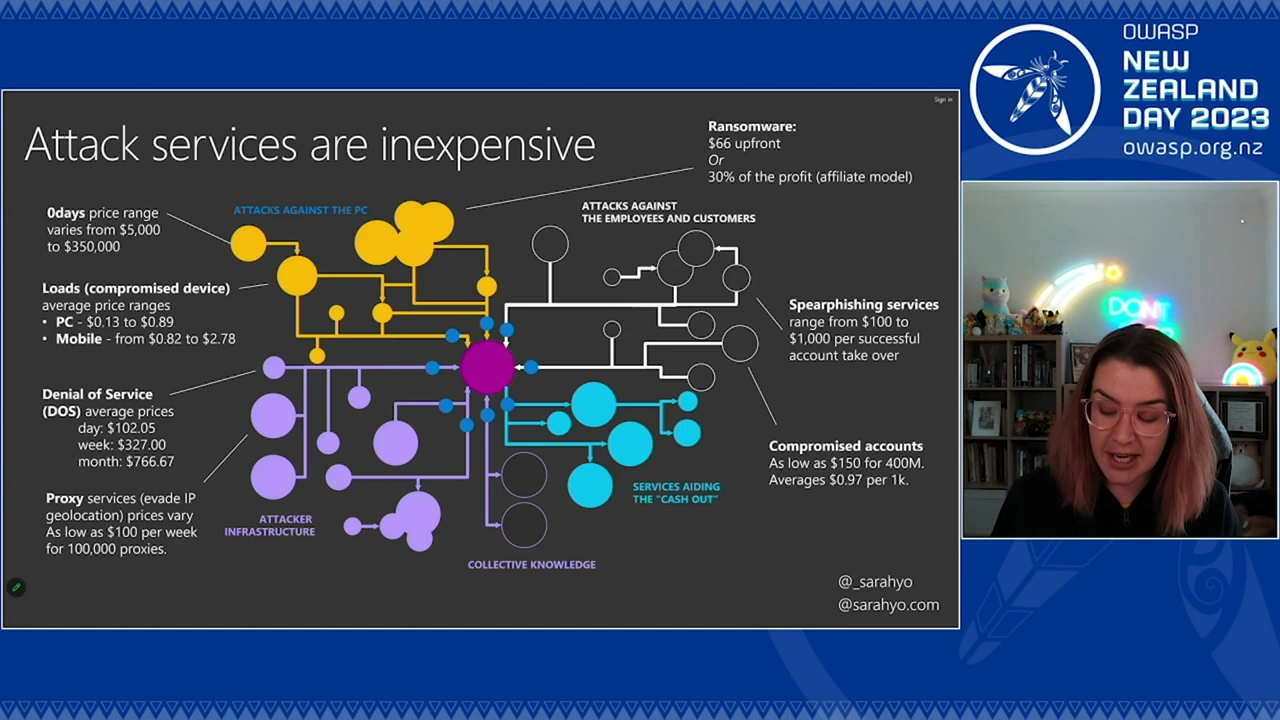 OWASP
NEW
ZEALAND
DAY 2023
owasp.org.nz
Sign in
Attack services are inexpensive
Ransomware:
$66 upfront
Or
30% of the profit (affiliate model)
0days price range
varies from $5,000
to $350,000
ATTACKS AGAINST THE PC
ATTACKS AGAINST
THE EMPLOYEES AND CUSTOMERS
Loads (compromised device)
average price ranges
• PC - $0.13 to $0.89
• Mobile - from $0.82 to $2.78
Spearphishing services
range from $100 to
$1,000 per successful
account take over
Denial of Service
(DOS) average prices
day: $102.05
week: $327.00
month: $766.67
Compromised accounts
As low as $150 for 400M.
Averages $0.97 per 1k.
Proxy services (evade IP
geolocation) prices vary
As low as $100 per week
for 100,000 proxies.
ATTACKER
INFRASTRUCTURE
SERVICES AIDING
THE "CASH OUT"
COLLECTIVE KNOWLEDGE
@_sarahyo
@sarahyo.com
DON'T